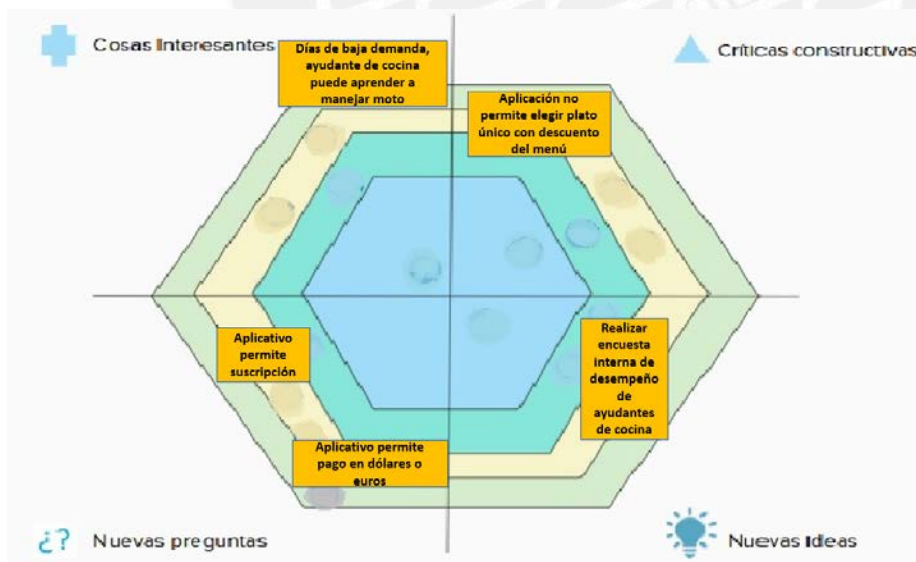 Cosas Interesantes
Críticas constructivas
Días de baja demanda,
ayudante de cocina
puede aprender a
manejar moto
Aplicación no
permite elegir plato
único con descuento
del menú
Aplicativo
permite
suscripción
Realizar
encuesta
interna de
desempeño
de
ayudantes
de cocina
Aplicativo permite
pago en dólares o
euros
¿? Nuevas preguntas
Nuevas Ideas